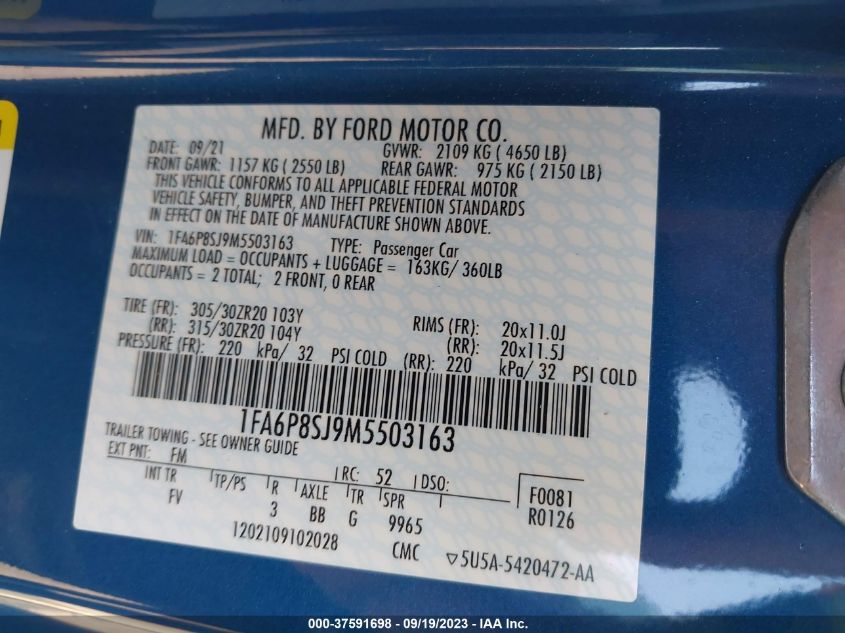 MFD. BY FORD MOTOR CO.
DATE: 09/21 GVWR: 2109 KG ( 4650 LB)
FRONT GAWR: 1157 KG ( 2550 LB) REAR GAWR: 975 KG ( 2150 LB)
THIS VEHICLE CONFORMS TO ALL APPLICABLE FEDERAL MOTOR
VEHICLE SAFETY, BUMPER, AND THEFT PREVENTION STANDARDS
IN EFFECT ON THE DATE OF MANUFACTURE SHOWN ABOVE.
VIN: 1FA6P8SJ9M5503163 TYPE: Passenger Car
MAXIMUM LOAD = OCCUPANTS + LUGGAGE = 163KG/ 360LB
OCCUPANTS = 2 TOTAL; 2 FRONT, 0 REAR
TIRE (FR): 305/30ZR20 103Y RIMS (FR): 20x11.0J
(RR): 315/30ZR20 104Y (RR): 20x11.5J
PRESSURE (FR): 220 kPa/ 32 PSI COLD (RR): 220 kPa/ 32 PSI COLD
1FA6P8SJ9M5503163
TRAILER TOWING - SEE OWNER GUIDE
EXT PNT: FM RC: 52 DSO: F0081
INT TR TP/PS R AXLE TR SPR R0126
FV 3 BB G 9965
1202109102028 CMC ▽5U5A-5420472-AA
000-37591698 - 09/19/2023 - IAA Inc.